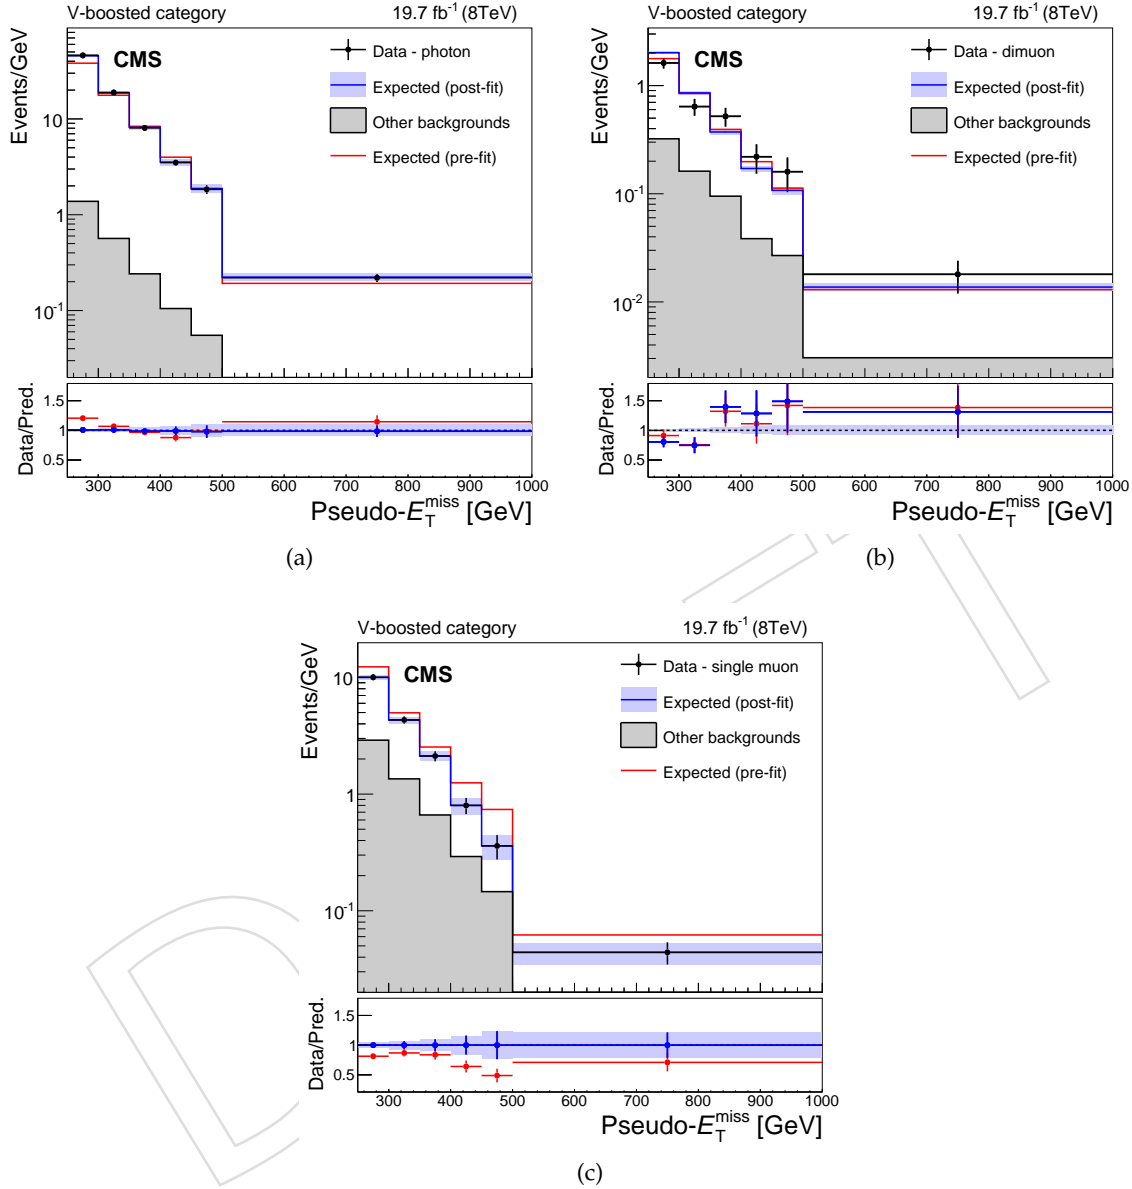 V-boosted category 19.7 fb⁻¹ (8TeV)
Events/GeV
CMS
Data - photon
Expected (post-fit)
Other backgrounds
Expected (pre-fit)
10
1
10⁻¹
Data/Pred.
1.5
1
0.5
300 400 500 600 700 800 900 1000
Pseudo-E_T^miss [GeV]
(a)
V-boosted category 19.7 fb⁻¹ (8TeV)
Events/GeV
CMS
Data - dimuon
Expected (post-fit)
Other backgrounds
Expected (pre-fit)
1
10⁻¹
10⁻²
Data/Pred.
1.5
1
0.5
300 400 500 600 700 800 900 1000
Pseudo-E_T^miss [GeV]
(b)
V-boosted category 19.7 fb⁻¹ (8TeV)
Events/GeV
CMS
Data - single muon
Expected (post-fit)
Other backgrounds
Expected (pre-fit)
10
1
10⁻¹
Data/Pred.
1.5
1
0.5
300 400 500 600 700 800 900 1000
Pseudo-E_T^miss [GeV]
(c)